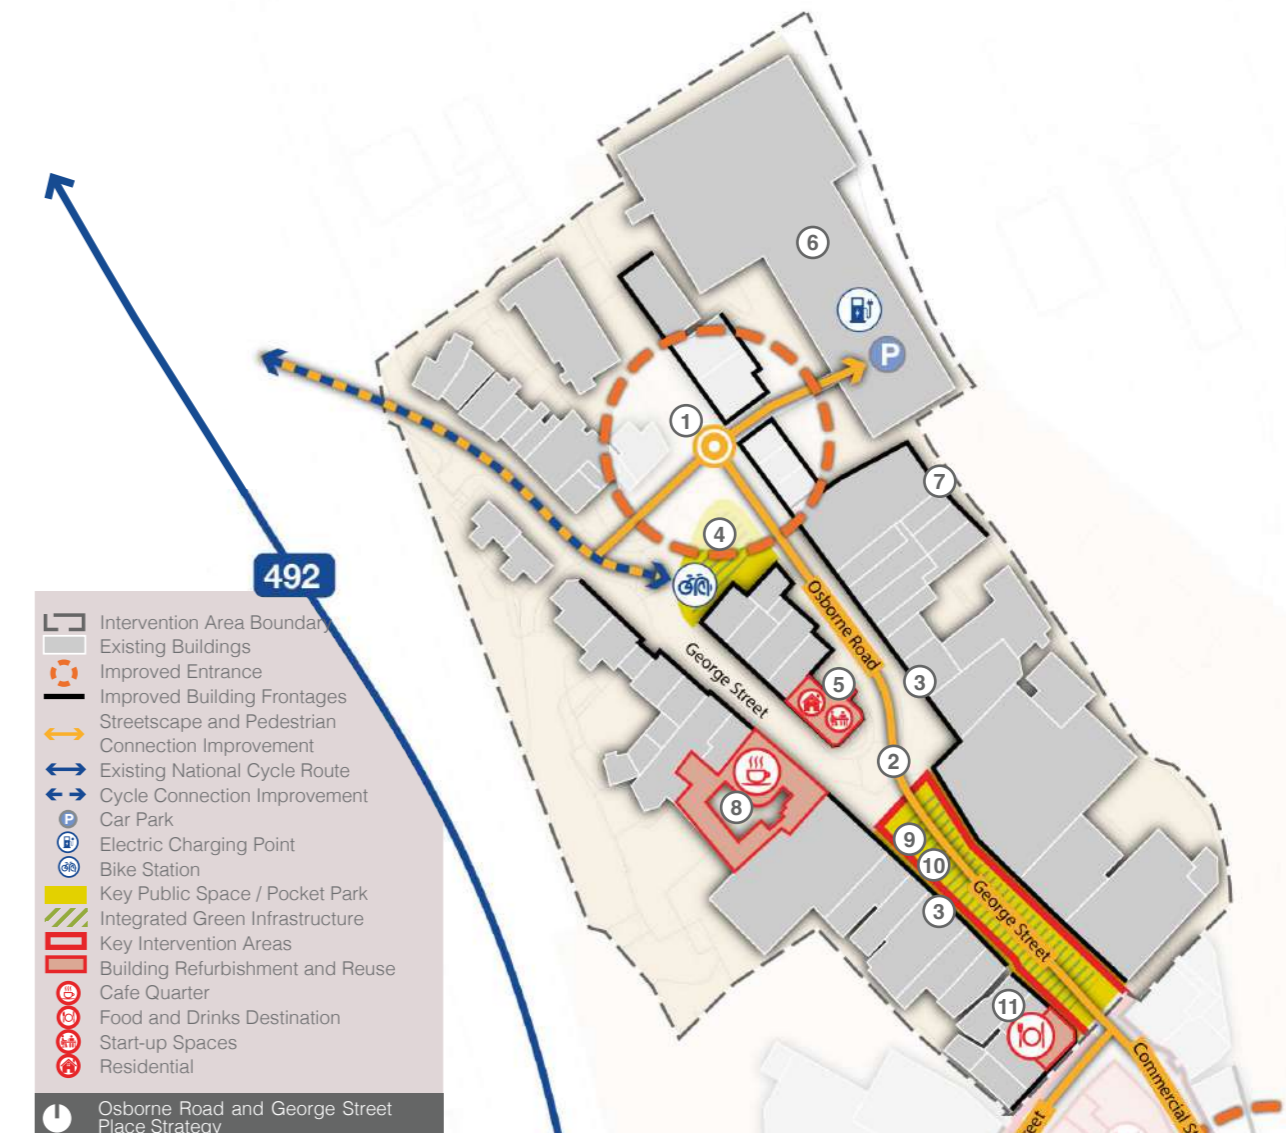 6
P
1
7
4
492
Osborne Road
George Street
5
3
2
8
9
10
3
George Street
11
Commercial S
eet
Intervention Area Boundary
Existing Buildings
Improved Entrance
Improved Building Frontages
Streetscape and Pedestrian
Connection Improvement
Existing National Cycle Route
Cycle Connection Improvement
P
Car Park
Electric Charging Point
Bike Station
Key Public Space / Pocket Park
Integrated Green Infrastructure
Key Intervention Areas
Building Refurbishment and Reuse
Cafe Quarter
Food and Drinks Destination
Start-up Spaces
Residential
Osborne Road and George Street
Place Strategy